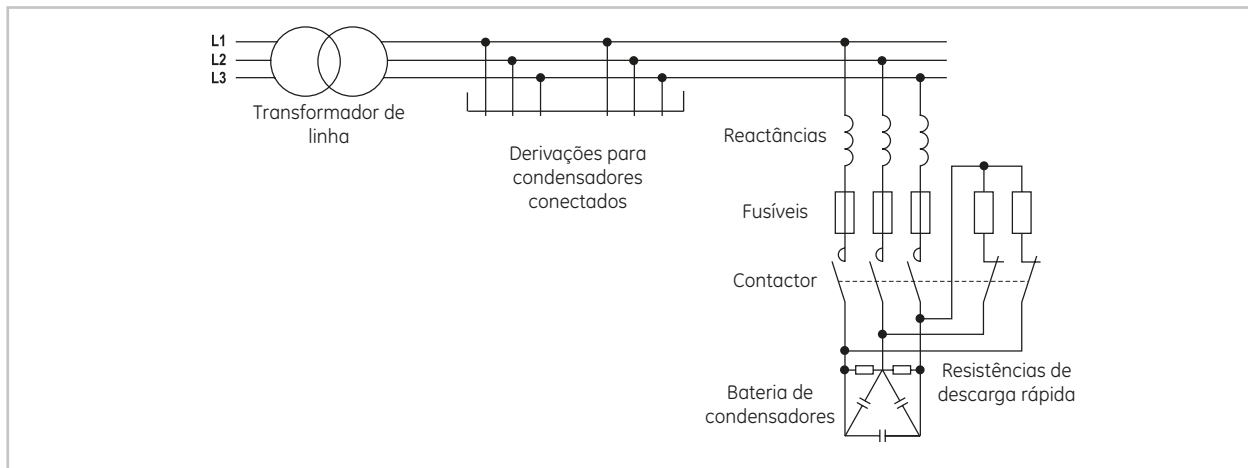 L1
L2
L3
Transformador de
linha
Derivações para
condensadores
conectados
Reactâncias
Fusíveis
Contactor
Bateria de
condensadores
Resistências de
descarga rápida